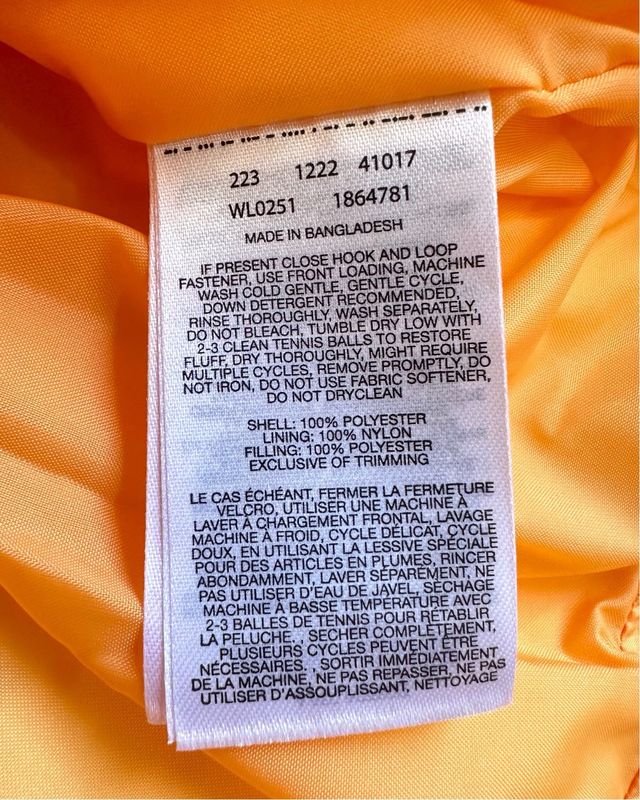 223 1222 41017
WL0251 1864781
MADE IN BANGLADESH
IF PRESENT CLOSE HOOK AND LOOP
FASTENER, USE FRONT LOADING, MACHINE
WASH COLD GENTLE, GENTLE CYCLE,
DOWN DETERGENT RECOMMENDED,
RINSE THOROUGHLY, WASH SEPARATELY,
DO NOT BLEACH, TUMBLE DRY LOW WITH
2-3 CLEAN TENNIS BALLS TO RESTORE
FLUFF, DRY THOROUGHLY, MIGHT REQUIRE
MULTIPLE CYCLES, REMOVE PROMPTLY, DO
NOT IRON, DO NOT USE FABRIC SOFTENER,
DO NOT DRYCLEAN
SHELL: 100% POLYESTER
LINING: 100% NYLON
FILLING: 100% POLYESTER
EXCLUSIVE OF TRIMMING
LE CAS ÉCHÉANT, FERMER LA FERMETURE
VELCRO, UTILISER UNE MACHINE À
LAVER À CHARGEMENT FRONTAL, LAVAGE
MACHINE À FROID, CYCLE DÉLICAT, CYCLE
DOUX, EN UTILISANT LA LESSIVE SPÉCIALE
POUR DES ARTICLES EN PLUMES, RINCER
ABONDAMMENT, LAVER SÉPAREMENT, NE
PAS UTILISER D'EAU DE JAVEL, SÉCHAGE
MACHINE À BASSE TEMPÉRATURE AVEC
2-3 BALLES DE TENNIS POUR RETABLIR
LA PELUCHE. , SECHER COMPLÈTEMENT,
PLUSIEURS CYCLES PEUVENT ÊTRE
NÉCESSAIRES. , SORTIR IMMÉDIATEMENT
DE LA MACHINE, NE PAS REPASSER, NE PAS
UTILISER D'ASSOUPLISSANT, NETTOYAGE